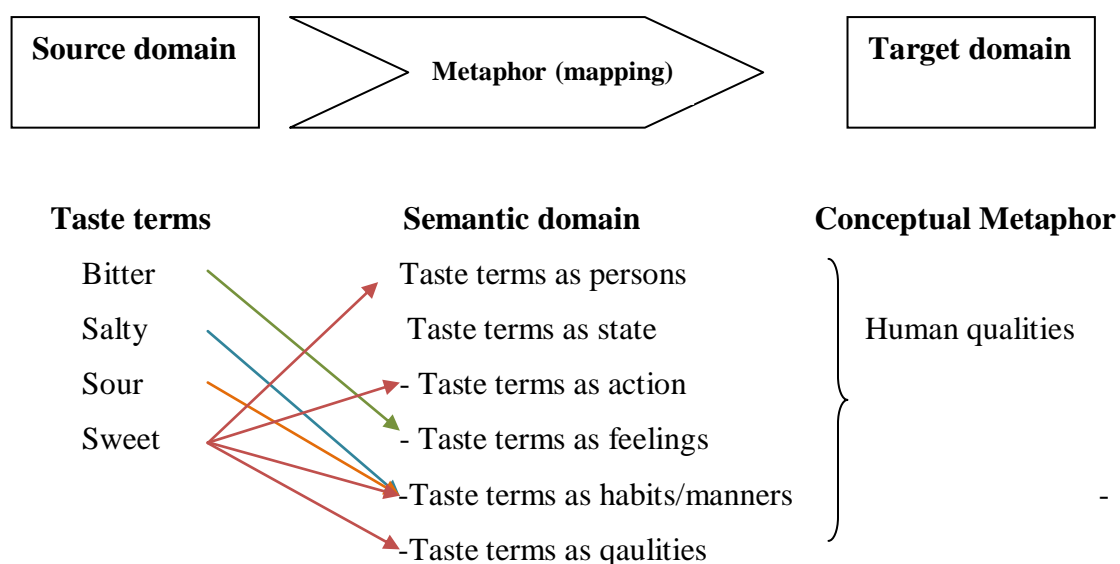 Source domain
Metaphor (mapping)
Target domain
Taste terms
Semantic domain
Conceptual Metaphor
Bitter
Taste terms as persons
Salty
Taste terms as state
Human qualities
Sour
- Taste terms as action
Sweet
- Taste terms as feelings
-Taste terms as habits/manners
-
-Taste terms as qaulities